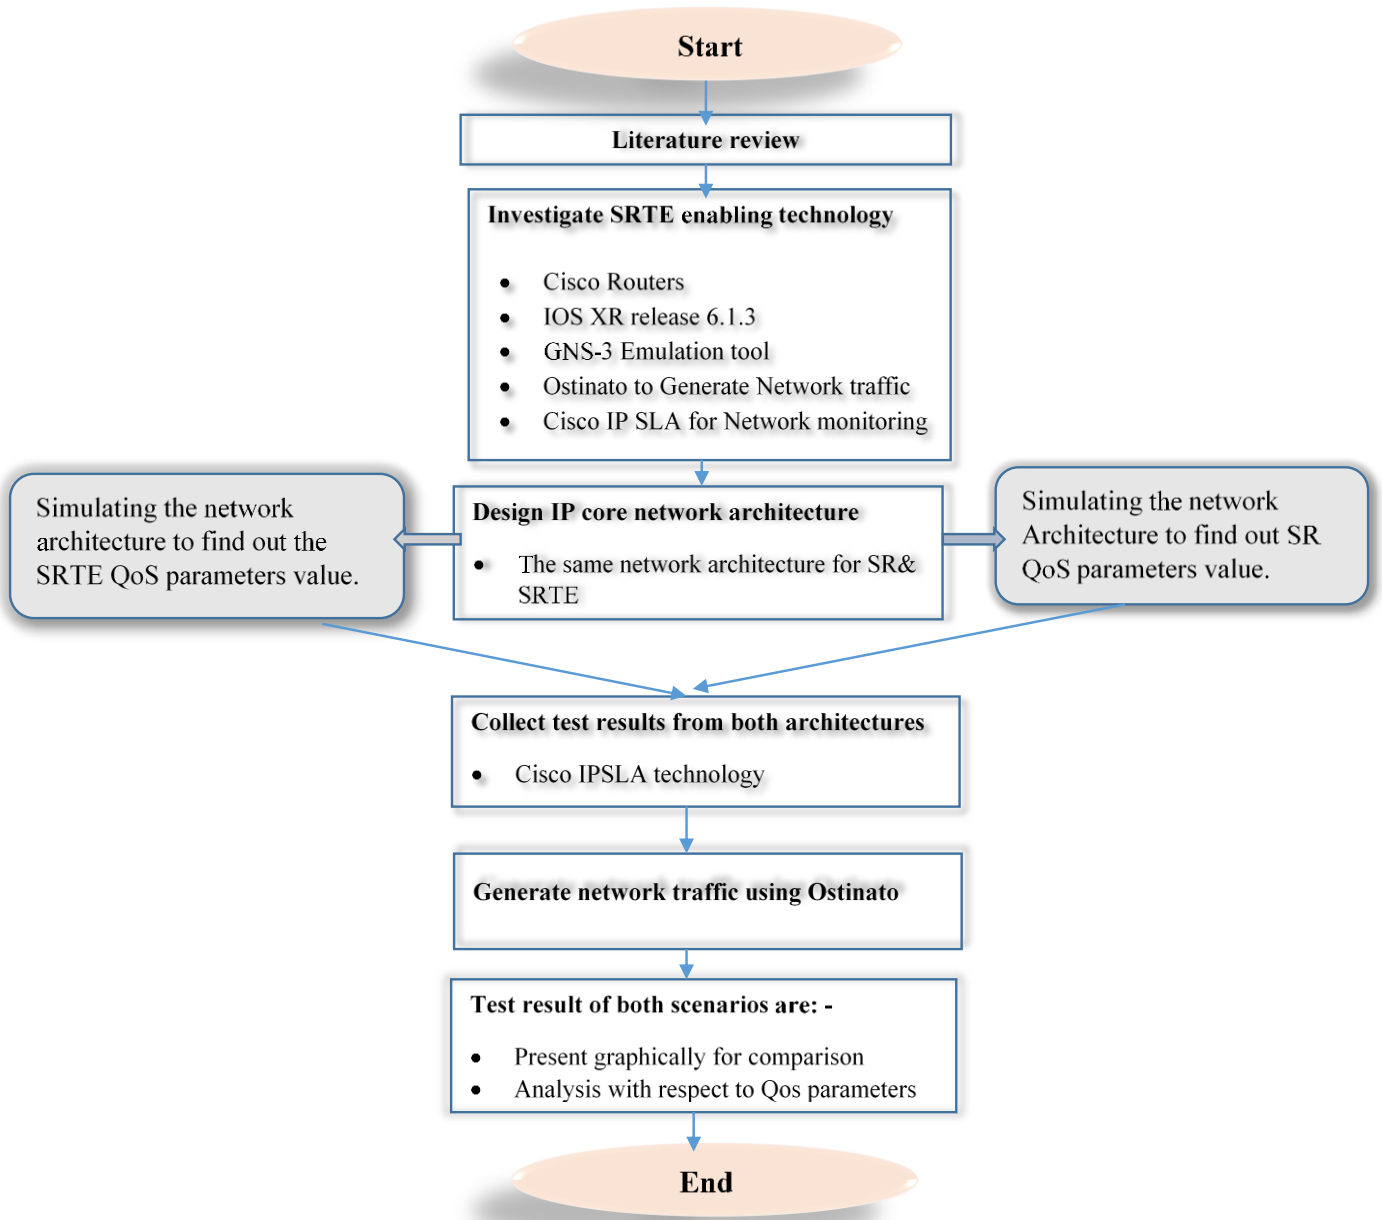 Start
Literature review
Investigate SRTE enabling technology
• Cisco Routers
• IOS XR release 6.1.3
• GNS-3 Emulation tool
• Ostinato to Generate Network traffic
• Cisco IP SLA for Network monitoring
Simulating the network
architecture to find out the
SRTE QoS parameters value.
Design IP core network architecture
• The same network architecture for SR&
SRTE
Simulating the network
Architecture to find out SR
QoS parameters value.
Collect test results from both architectures
• Cisco IPSLA technology
Generate network traffic using Ostinato
Test result of both scenarios are: -
• Present graphically for comparison
• Analysis with respect to Qos parameters
End